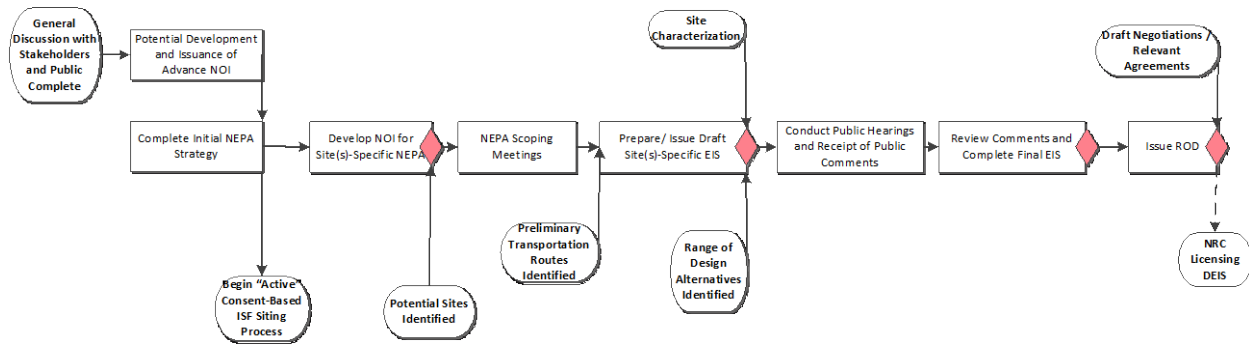 General
Discussion with
Stakeholders
and Public
Complete
Potential Development
and Issuance of
Advance NOI
Site
Characterization
Draft Negotiations /
Relevant
Agreements
Complete Initial NEPA
Strategy
Develop NOI for
Site(s)-Specific NEPA
NEPA Scoping
Meetings
Prepare/ Issue Draft
Site(s)-Specific EIS
Conduct Public Hearings
and Receipt of Public
Comments
Review Comments and
Complete Final EIS
Issue ROD
Begin “Active”
Consent-Based
ISF Siting
Process
Potential Sites
Identified
Preliminary
Transportation
Routes
Identified
Range of
Design
Alternatives
Identified
NRC
Licensing
DEIS